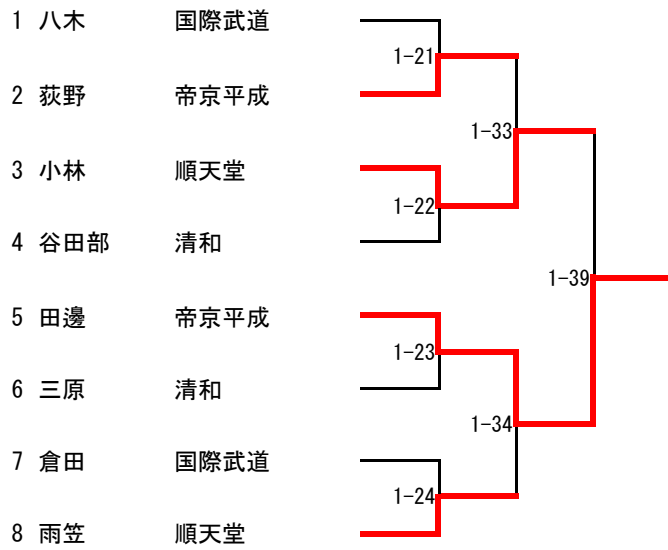 1 八木 国際武道
1-21
2 荻野 帝京平成
1-33
3 小林 順天堂
1-22
4 谷田部 清和
1-39
5 田邊 帝京平成
1-23
6 三原 清和
1-34
7 倉田 国際武道
1-24
8 雨笠 順天堂